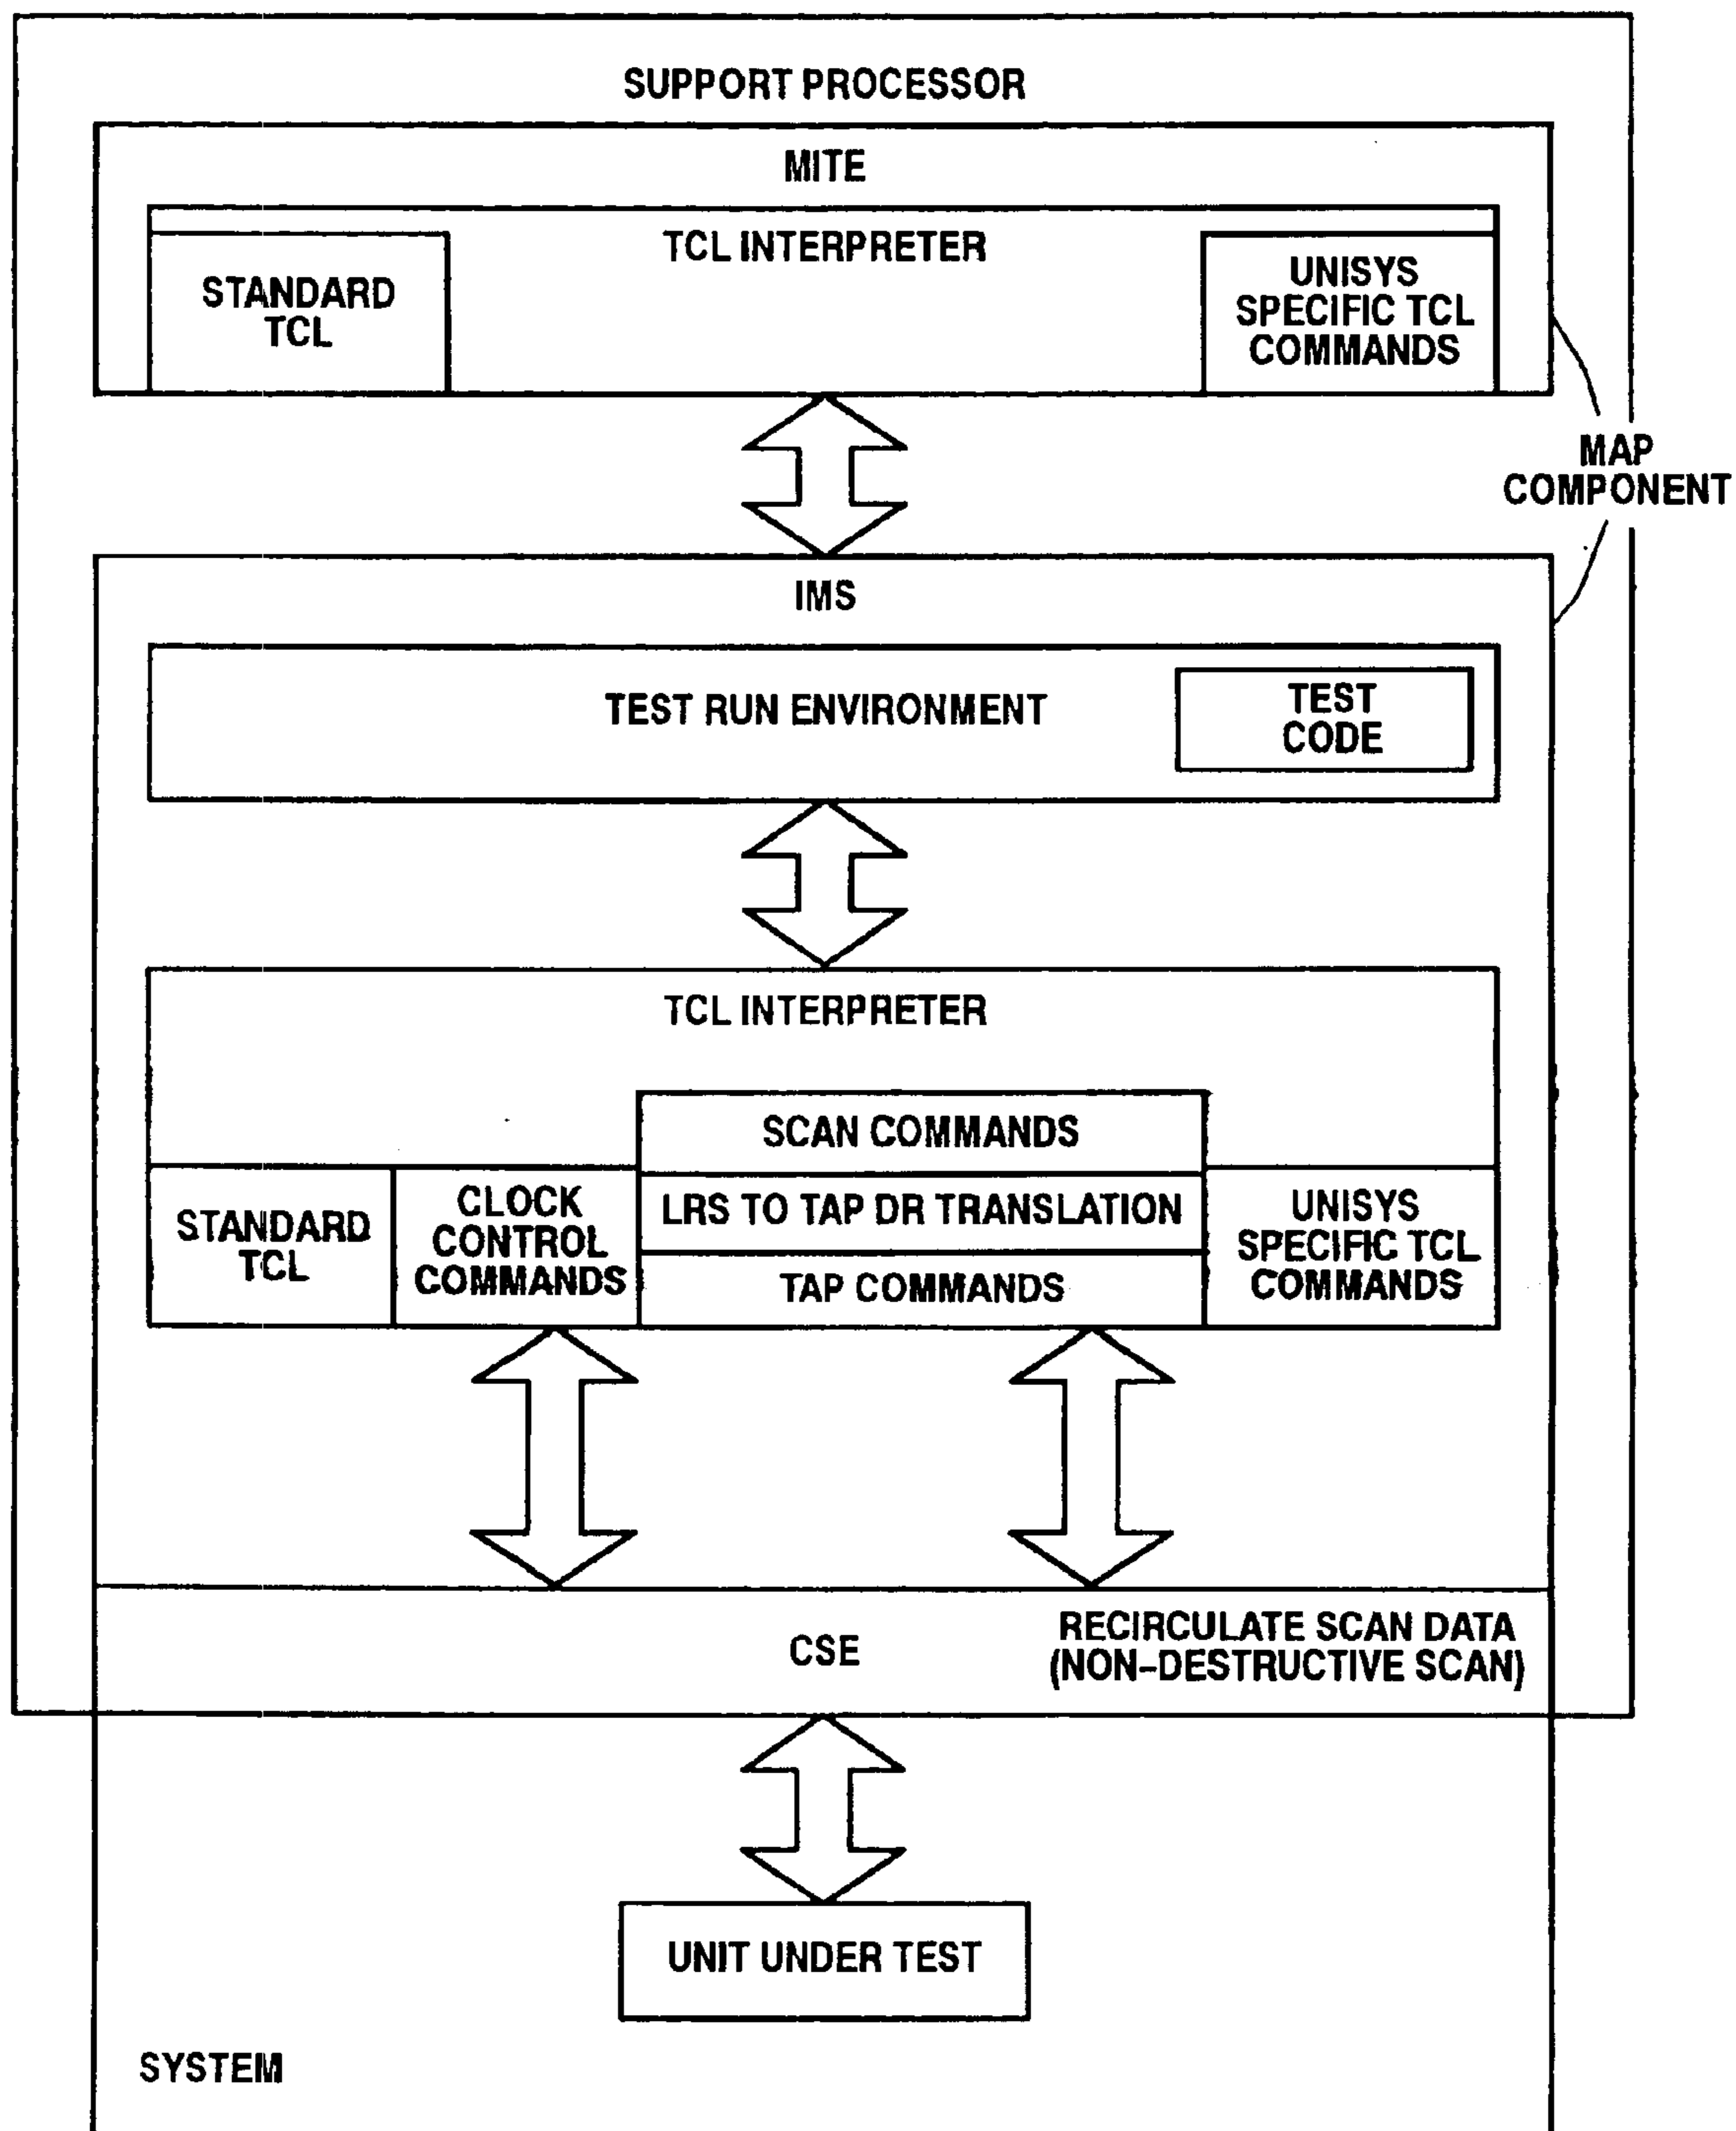 SUPPORT PROCESSOR
MITE
TCL INTERPRETER
STANDARD
TCL
UNISYS
SPECIFIC TCL
COMMANDS
MAP
COMPONENT
IMS
TEST RUN ENVIRONMENT
TEST
CODE
TCL INTERPRETER
SCAN COMMANDS
STANDARD
TCL
CLOCK
CONTROL
COMMANDS
LRS TO TAP DR TRANSLATION
TAP COMMANDS
UNISYS
SPECIFIC TCL
COMMANDS
CSE
RECIRCULATE SCAN DATA
(NON-DESTRUCTIVE SCAN)
UNIT UNDER TEST
SYSTEM